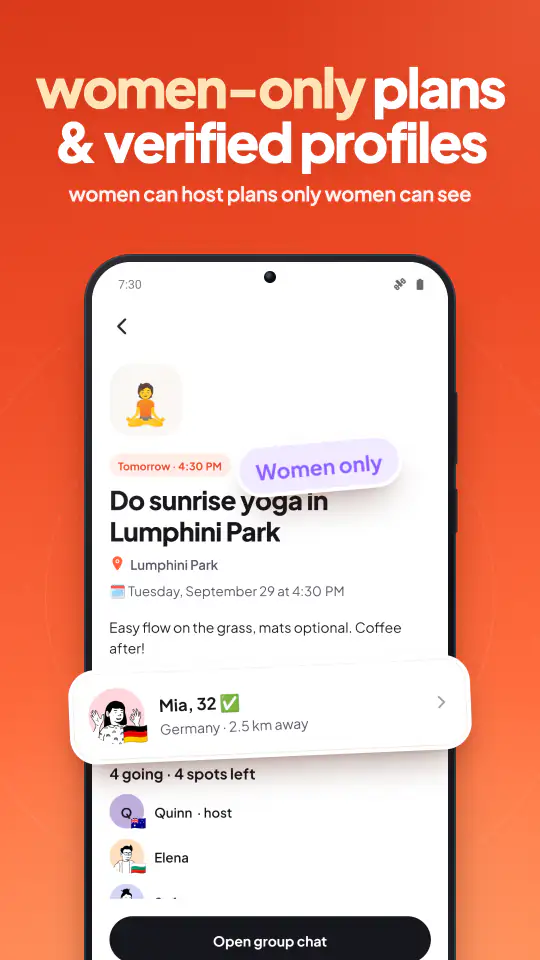 women-only plans
& verified profiles
women can host plans only women can see
7:30
Tomorrow · 4:30 PM
Women only
Do sunrise yoga in
Lumphini Park
Lumphini Park
Tuesday, September 29 at 4:30 PM
Easy flow on the grass, mats optional. Coffee
after!
Mia, 32 ✅
Germany · 2.5 km away
4 going · 4 spots left
Q
Quinn · host
Elena
Open group chat